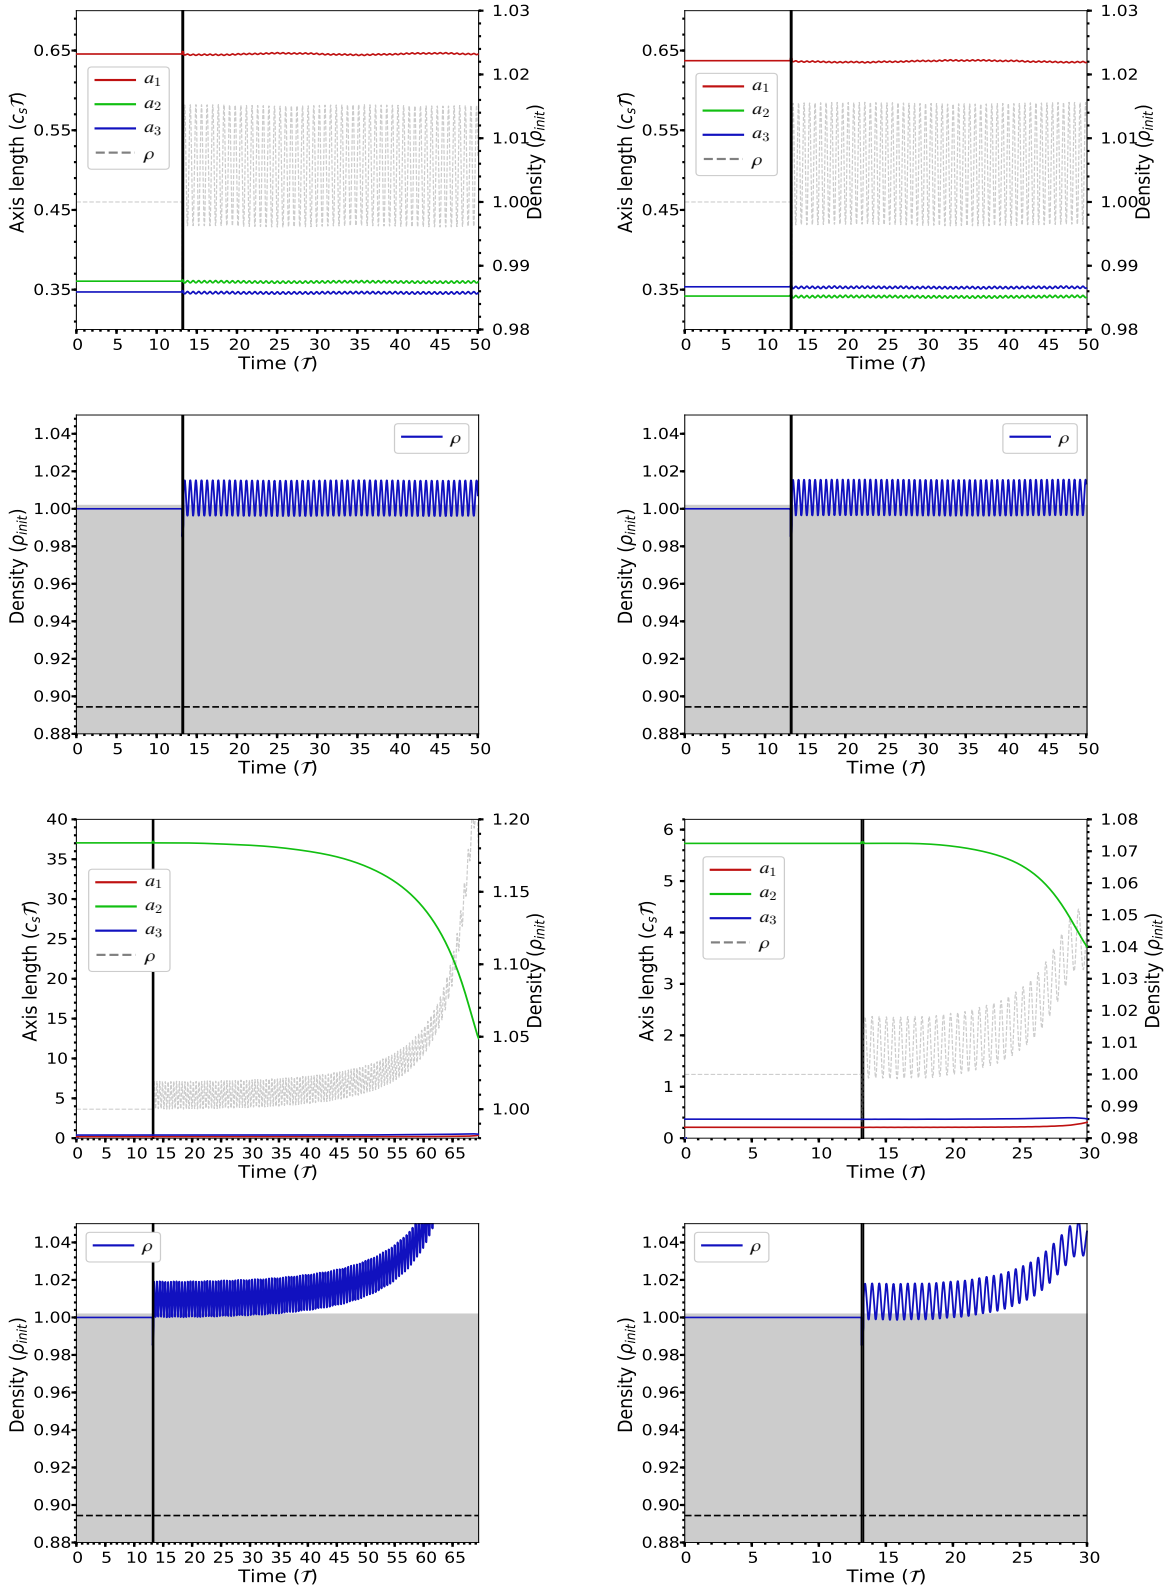 0.65
0.55
0.45
0.35
Axis length (c_s𝒯)
a1
a2
a3
ρ
1.03
1.02
1.01
1.00
0.99
0.98
Density (ρ_init)
0 5 10 15 20 25 30 35 40 45 50
Time (𝒯)
0.65
0.55
0.45
0.35
Axis length (c_s𝒯)
a1
a2
a3
ρ
1.03
1.02
1.01
1.00
0.99
0.98
Density (ρ_init)
0 5 10 15 20 25 30 35 40 45 50
Time (𝒯)
1.04
1.02
1.00
0.98
0.96
0.94
0.92
0.90
0.88
Density (ρ_init)
ρ
0 5 10 15 20 25 30 35 40 45 50
Time (𝒯)
1.04
1.02
1.00
0.98
0.96
0.94
0.92
0.90
0.88
Density (ρ_init)
ρ
0 5 10 15 20 25 30 35 40 45 50
Time (𝒯)
40
35
30
25
20
15
10
5
0
Axis length (c_s𝒯)
a1
a2
a3
ρ
1.20
1.15
1.10
1.05
1.00
Density (ρ_init)
0 5 10 15 20 25 30 35 40 45 50 55 60 65
Time (𝒯)
6
5
4
3
2
1
0
Axis length (c_s𝒯)
a1
a2
a3
ρ
1.08
1.07
1.06
1.05
1.04
1.03
1.02
1.01
1.00
0.99
0.98
Density (ρ_init)
0 5 10 15 20 25 30
Time (𝒯)
1.04
1.02
1.00
0.98
0.96
0.94
0.92
0.90
0.88
Density (ρ_init)
ρ
0 5 10 15 20 25 30 35 40 45 50 55 60 65
Time (𝒯)
1.04
1.02
1.00
0.98
0.96
0.94
0.92
0.90
0.88
Density (ρ_init)
ρ
0 5 10 15 20 25 30
Time (𝒯)